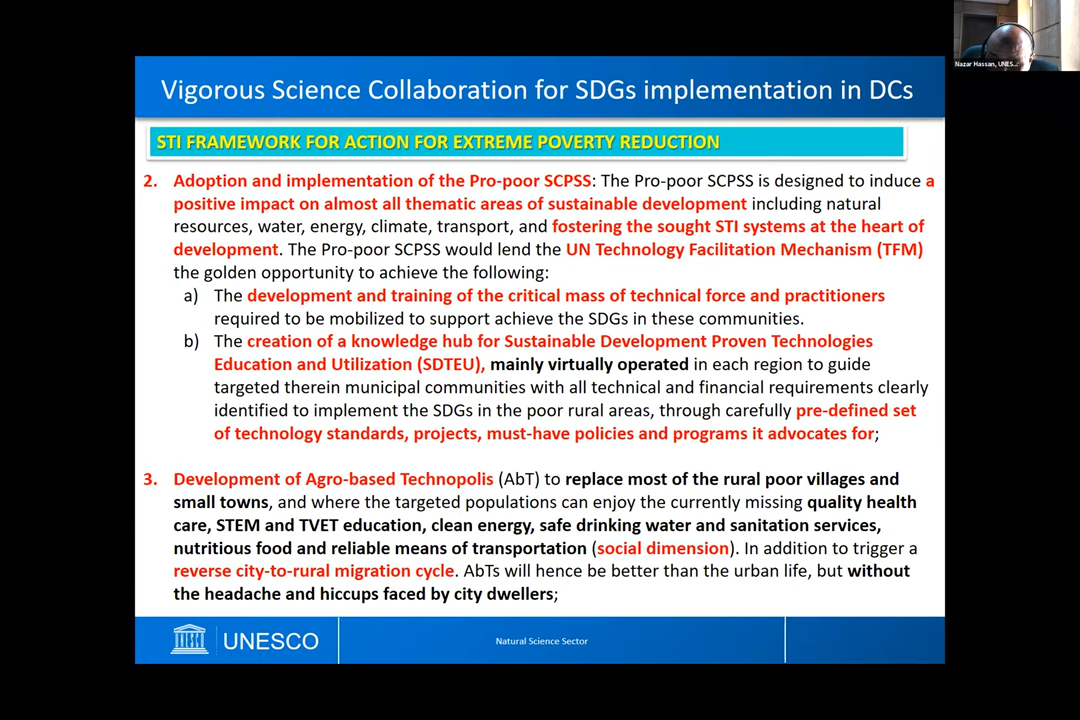 Nazar Hassan, UNES...
Vigorous Science Collaboration for SDGs implementation in DCs
STI FRAMEWORK FOR ACTION FOR EXTREME POVERTY REDUCTION
2. Adoption and implementation of the Pro-poor SCPSS: The Pro-poor SCPSS is designed to induce a
positive impact on almost all thematic areas of sustainable development including natural
resources, water, energy, climate, transport, and fostering the sought STI systems at the heart of
development. The Pro-poor SCPSS would lend the UN Technology Facilitation Mechanism (TFM)
the golden opportunity to achieve the following:
a) The development and training of the critical mass of technical force and practitioners
required to be mobilized to support achieve the SDGs in these communities.
b) The creation of a knowledge hub for Sustainable Development Proven Technologies
Education and Utilization (SDTEU), mainly virtually operated in each region to guide
targeted therein municipal communities with all technical and financial requirements clearly
identified to implement the SDGs in the poor rural areas, through carefully pre-defined set
of technology standards, projects, must-have policies and programs it advocates for;
3. Development of Agro-based Technopolis (AbT) to replace most of the rural poor villages and
small towns, and where the targeted populations can enjoy the currently missing quality health
care, STEM and TVET education, clean energy, safe drinking water and sanitation services,
nutritious food and reliable means of transportation (social dimension). In addition to trigger a
reverse city-to-rural migration cycle. AbTs will hence be better than the urban life, but without
the headache and hiccups faced by city dwellers;
UNESCO
Natural Science Sector